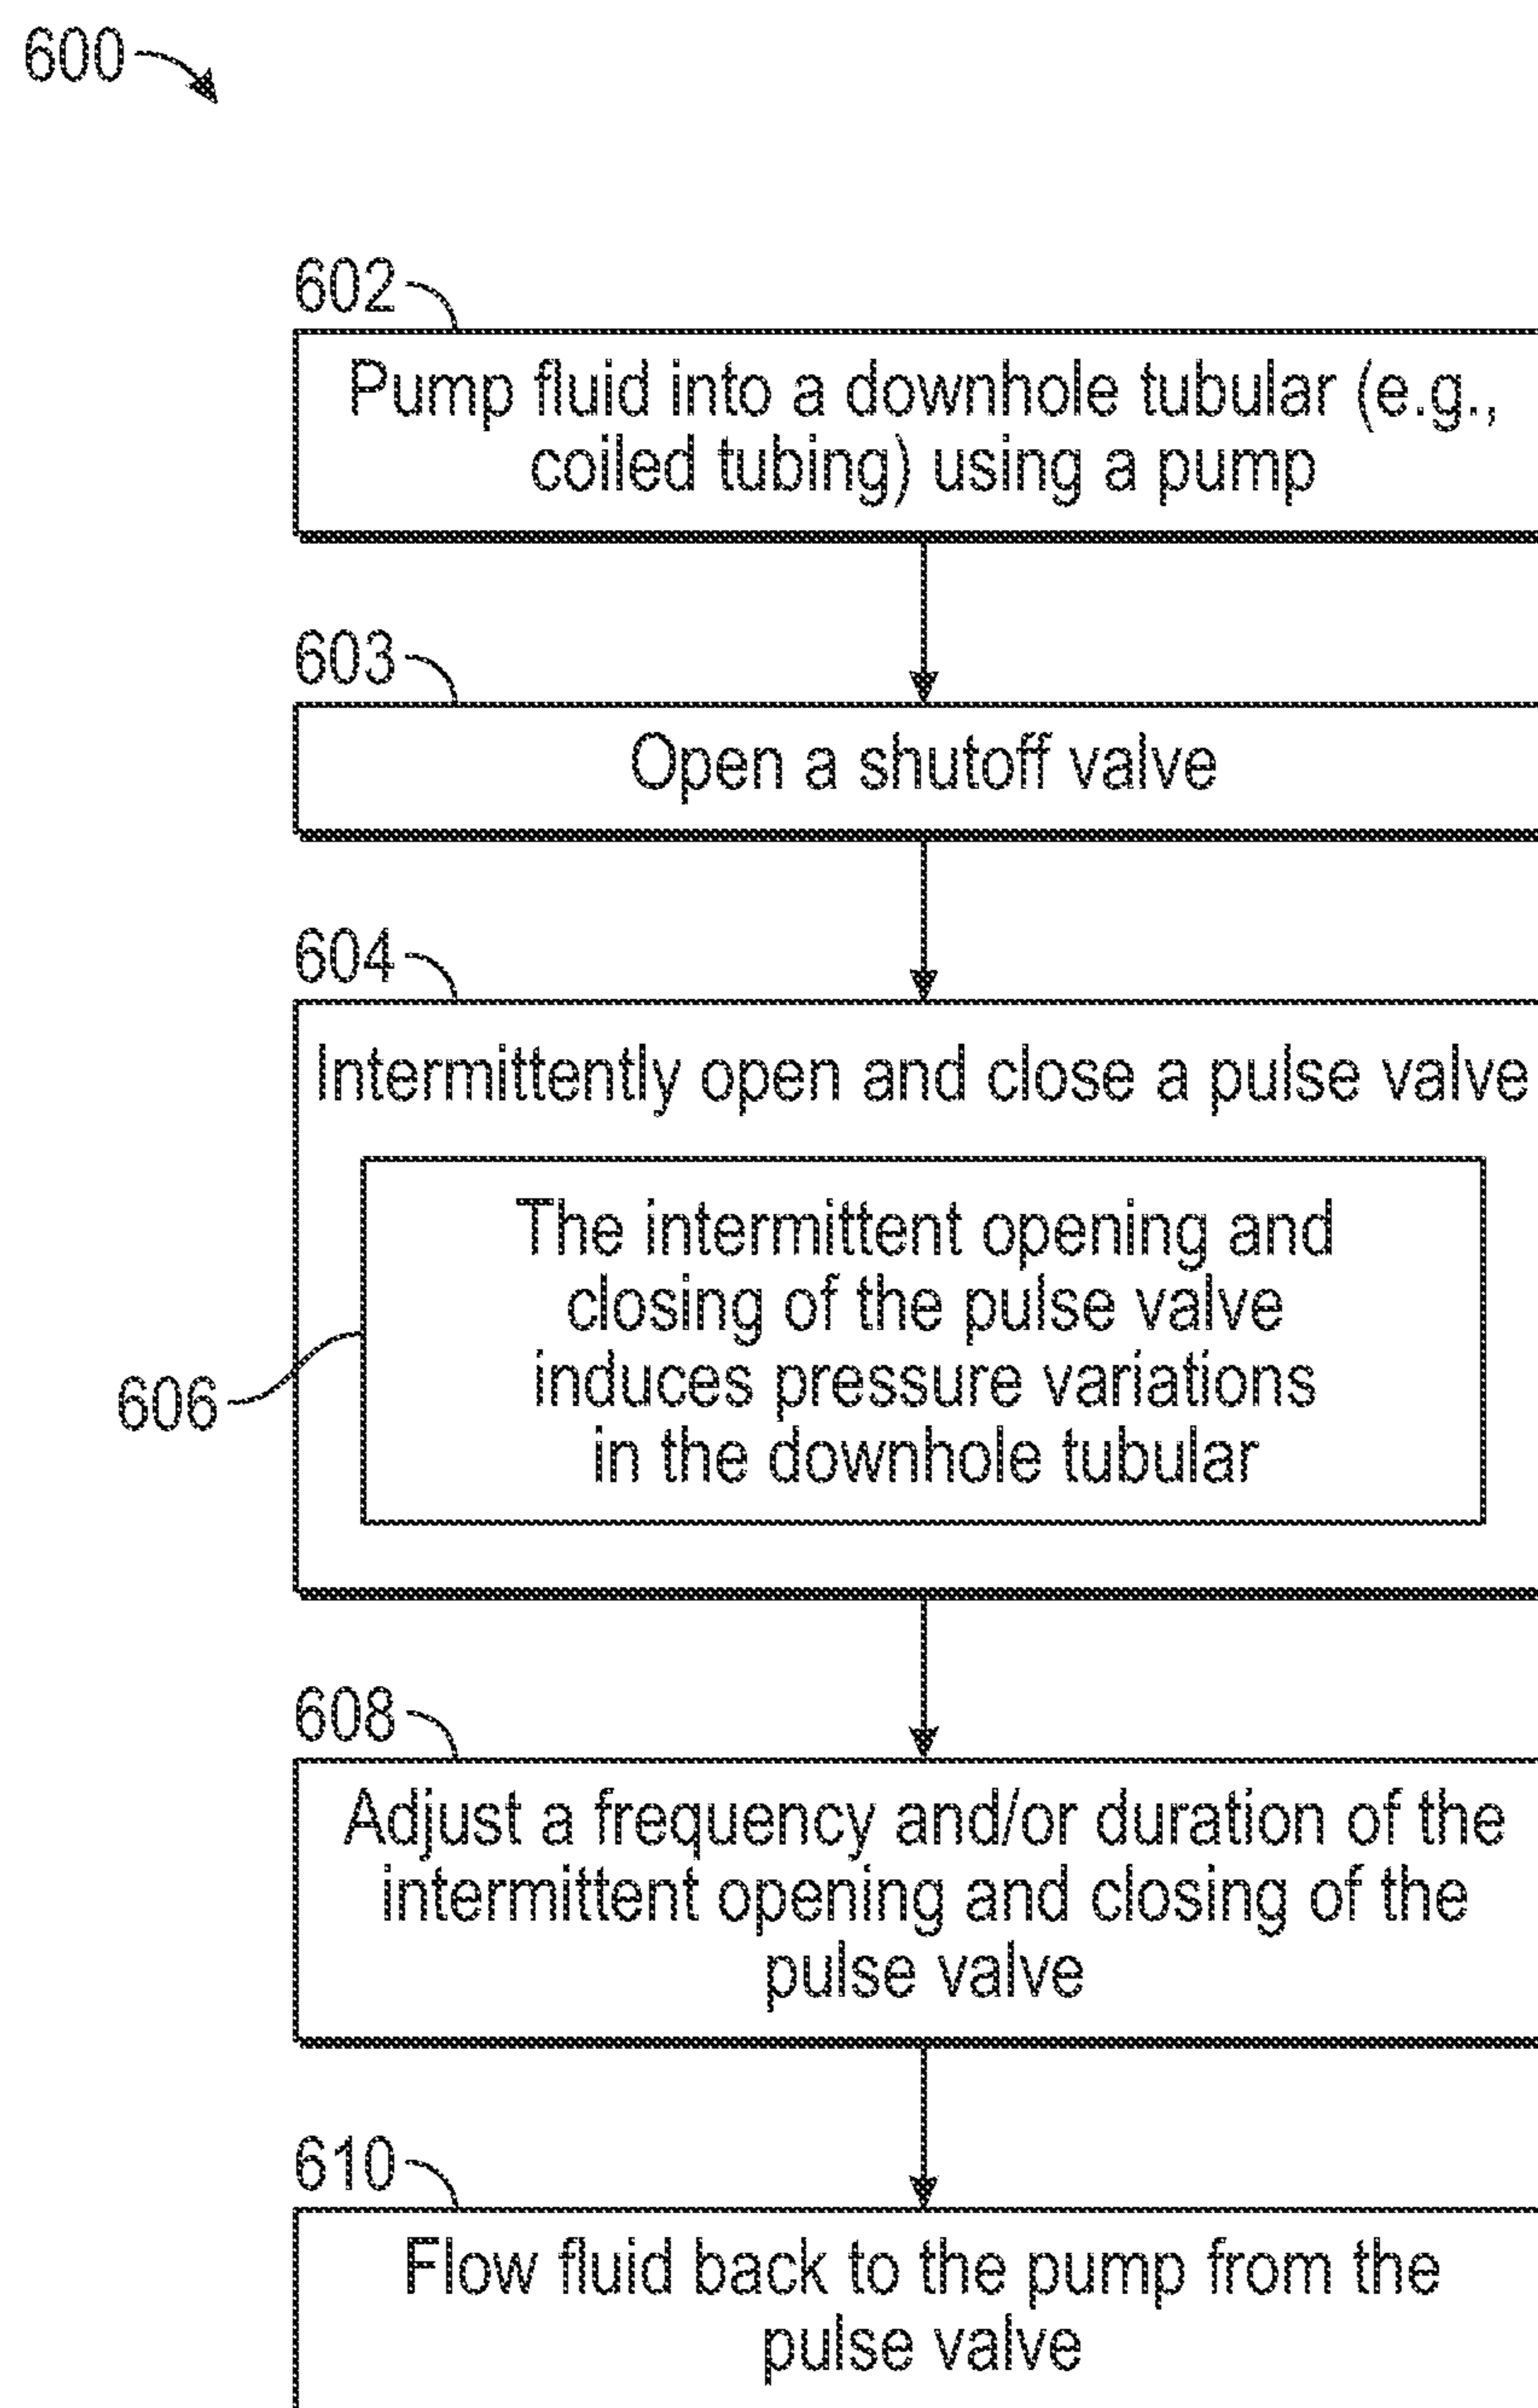 600
602
Pump fluid into a downhole tubular (e.g.,
coiled tubing) using a pump
603
Open a shutoff valve
604
Intermittently open and close a pulse valve
The intermittent opening and
closing of the pulse valve
induces pressure variations
in the downhole tubular
606
608
Adjust a frequency and/or duration of the
intermittent opening and closing of the
pulse valve
610
Flow fluid back to the pump from the
pulse valve